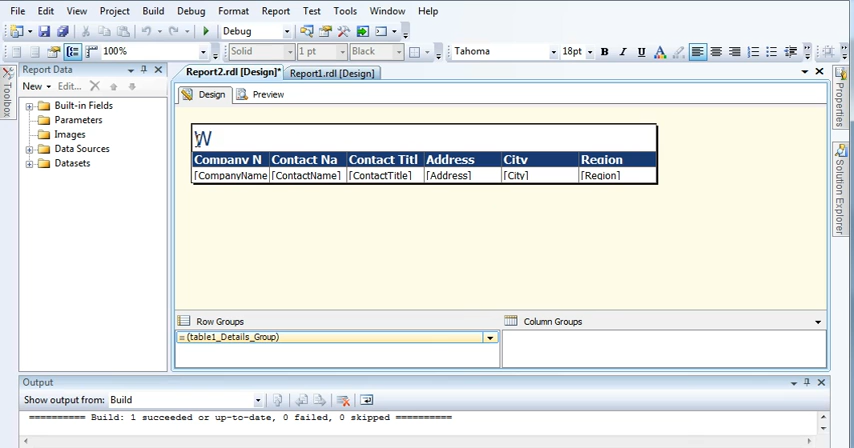 File Edit View Project Build Debug Format Report Test Tools Window Help
Debug
100% Solid 1 pt Black Tahoma 18pt B I U
Toolbox
Report Data
New Edit...
Built-in Fields
Parameters
Images
Data Sources
Datasets
Report2.rdl [Design]* Report1.rdl [Design]
Design Preview
W
Company N Contact Na Contact Titl Address City Region
[CompanyName [ContactName] [ContactTitle] [Address] [City] [Region]
Row Groups Column Groups
(table1_Details_Group)
Properties
Solution Explorer
Output
Show output from: Build
========== Build: 1 succeeded or up-to-date, 0 failed, 0 skipped ==========